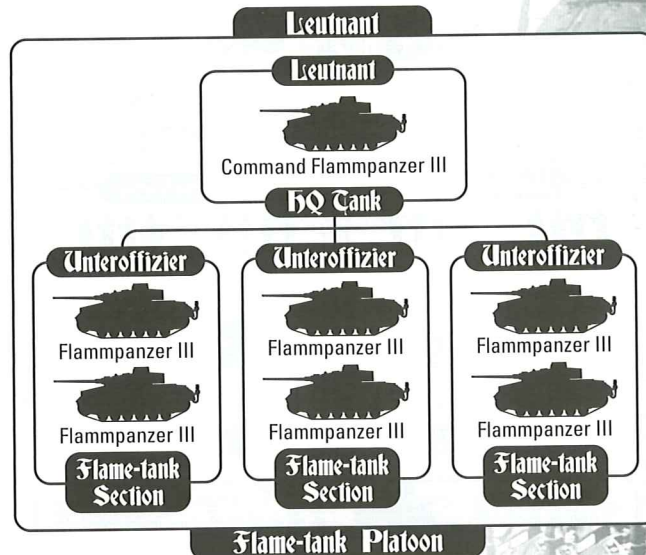 Leutnant
Leutnant
Command Flammpanzer III
HQ Tank
Unteroffizier
Unteroffizier
Unteroffizier
Flammpanzer III
Flammpanzer III
Flammpanzer III
Flammpanzer III
Flammpanzer III
Flammpanzer III
Flame-tank
Section
Flame-tank
Section
Flame-tank
Section
Flame-tank Platoon